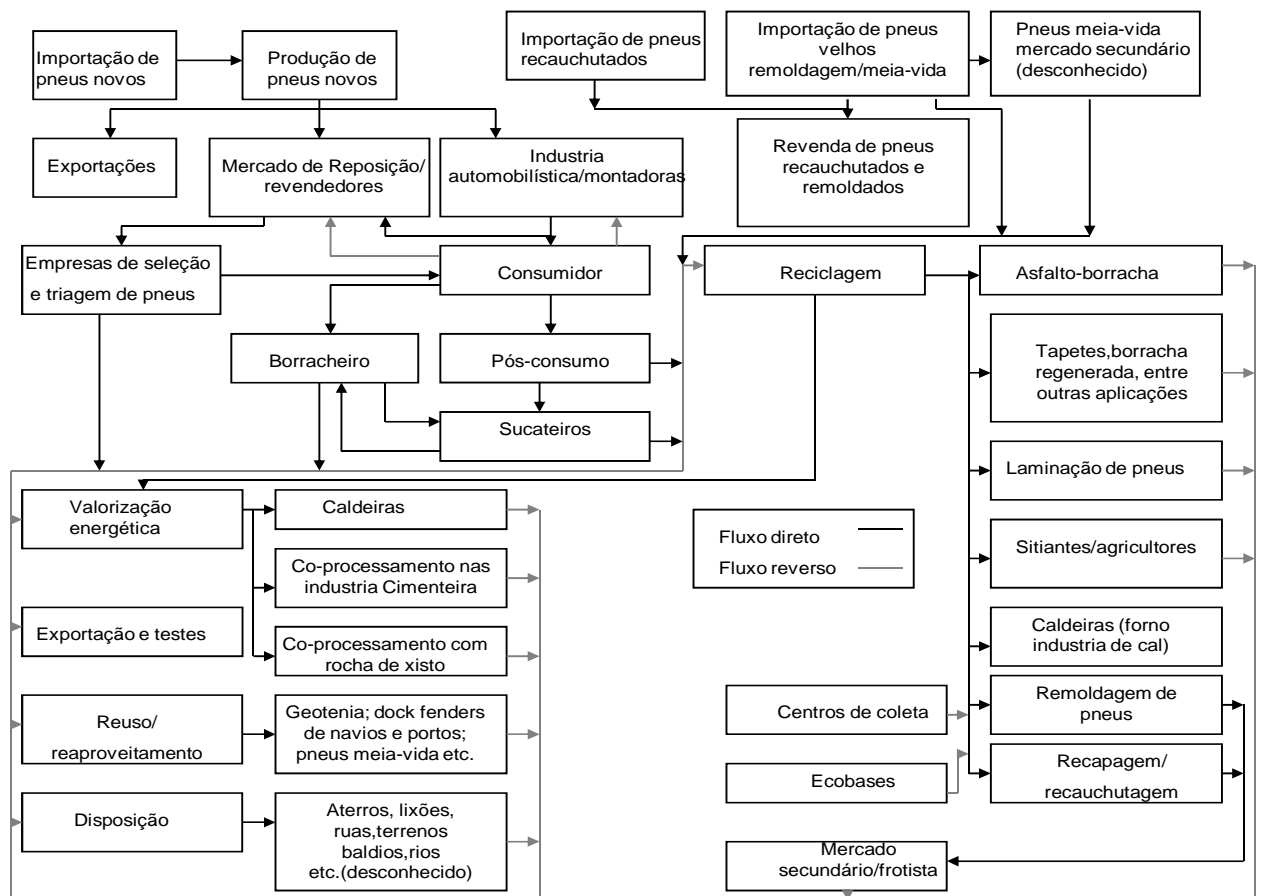 Importação de
pneus novos
Produção de
pneus novos
Importação de pneus
recauchutados
Importação de pneus
velhos
remoldagem/meia-vida
Pneus meia-vida
mercado secundário
(desconhecido)
Exportações
Mercado de Reposição/
revendedores
Industria
automobilística/montadoras
Revenda de pneus
recauchutados e
remoldados
Empresas de seleção
e triagem de pneus
Consumidor
Reciclagem
Asfalto-borracha
Borracheiro
Pós-consumo
Tapetes,borracha
regenerada, entre
outras aplicações
Sucateiros
Laminação de pneus
Valorização
energética
Caldeiras
Fluxo direto
Fluxo reverso
Sitiantes/agricultores
Co-processamento nas
industria Cimenteira
Exportação e testes
Co-processamento com
rocha de xisto
Caldeiras (forno
industria de cal)
Reuso/
reaproveitamento
Geotenia; dock fenders
de navios e portos;
pneus meia-vida etc.
Centros de coleta
Remoldagem de
pneus
Ecobases
Recapagem/
recauchutagem
Disposição
Aterros, lixões,
ruas,terrenos
baldios,rios
etc.(desconhecido)
Mercado
secundário/frotista